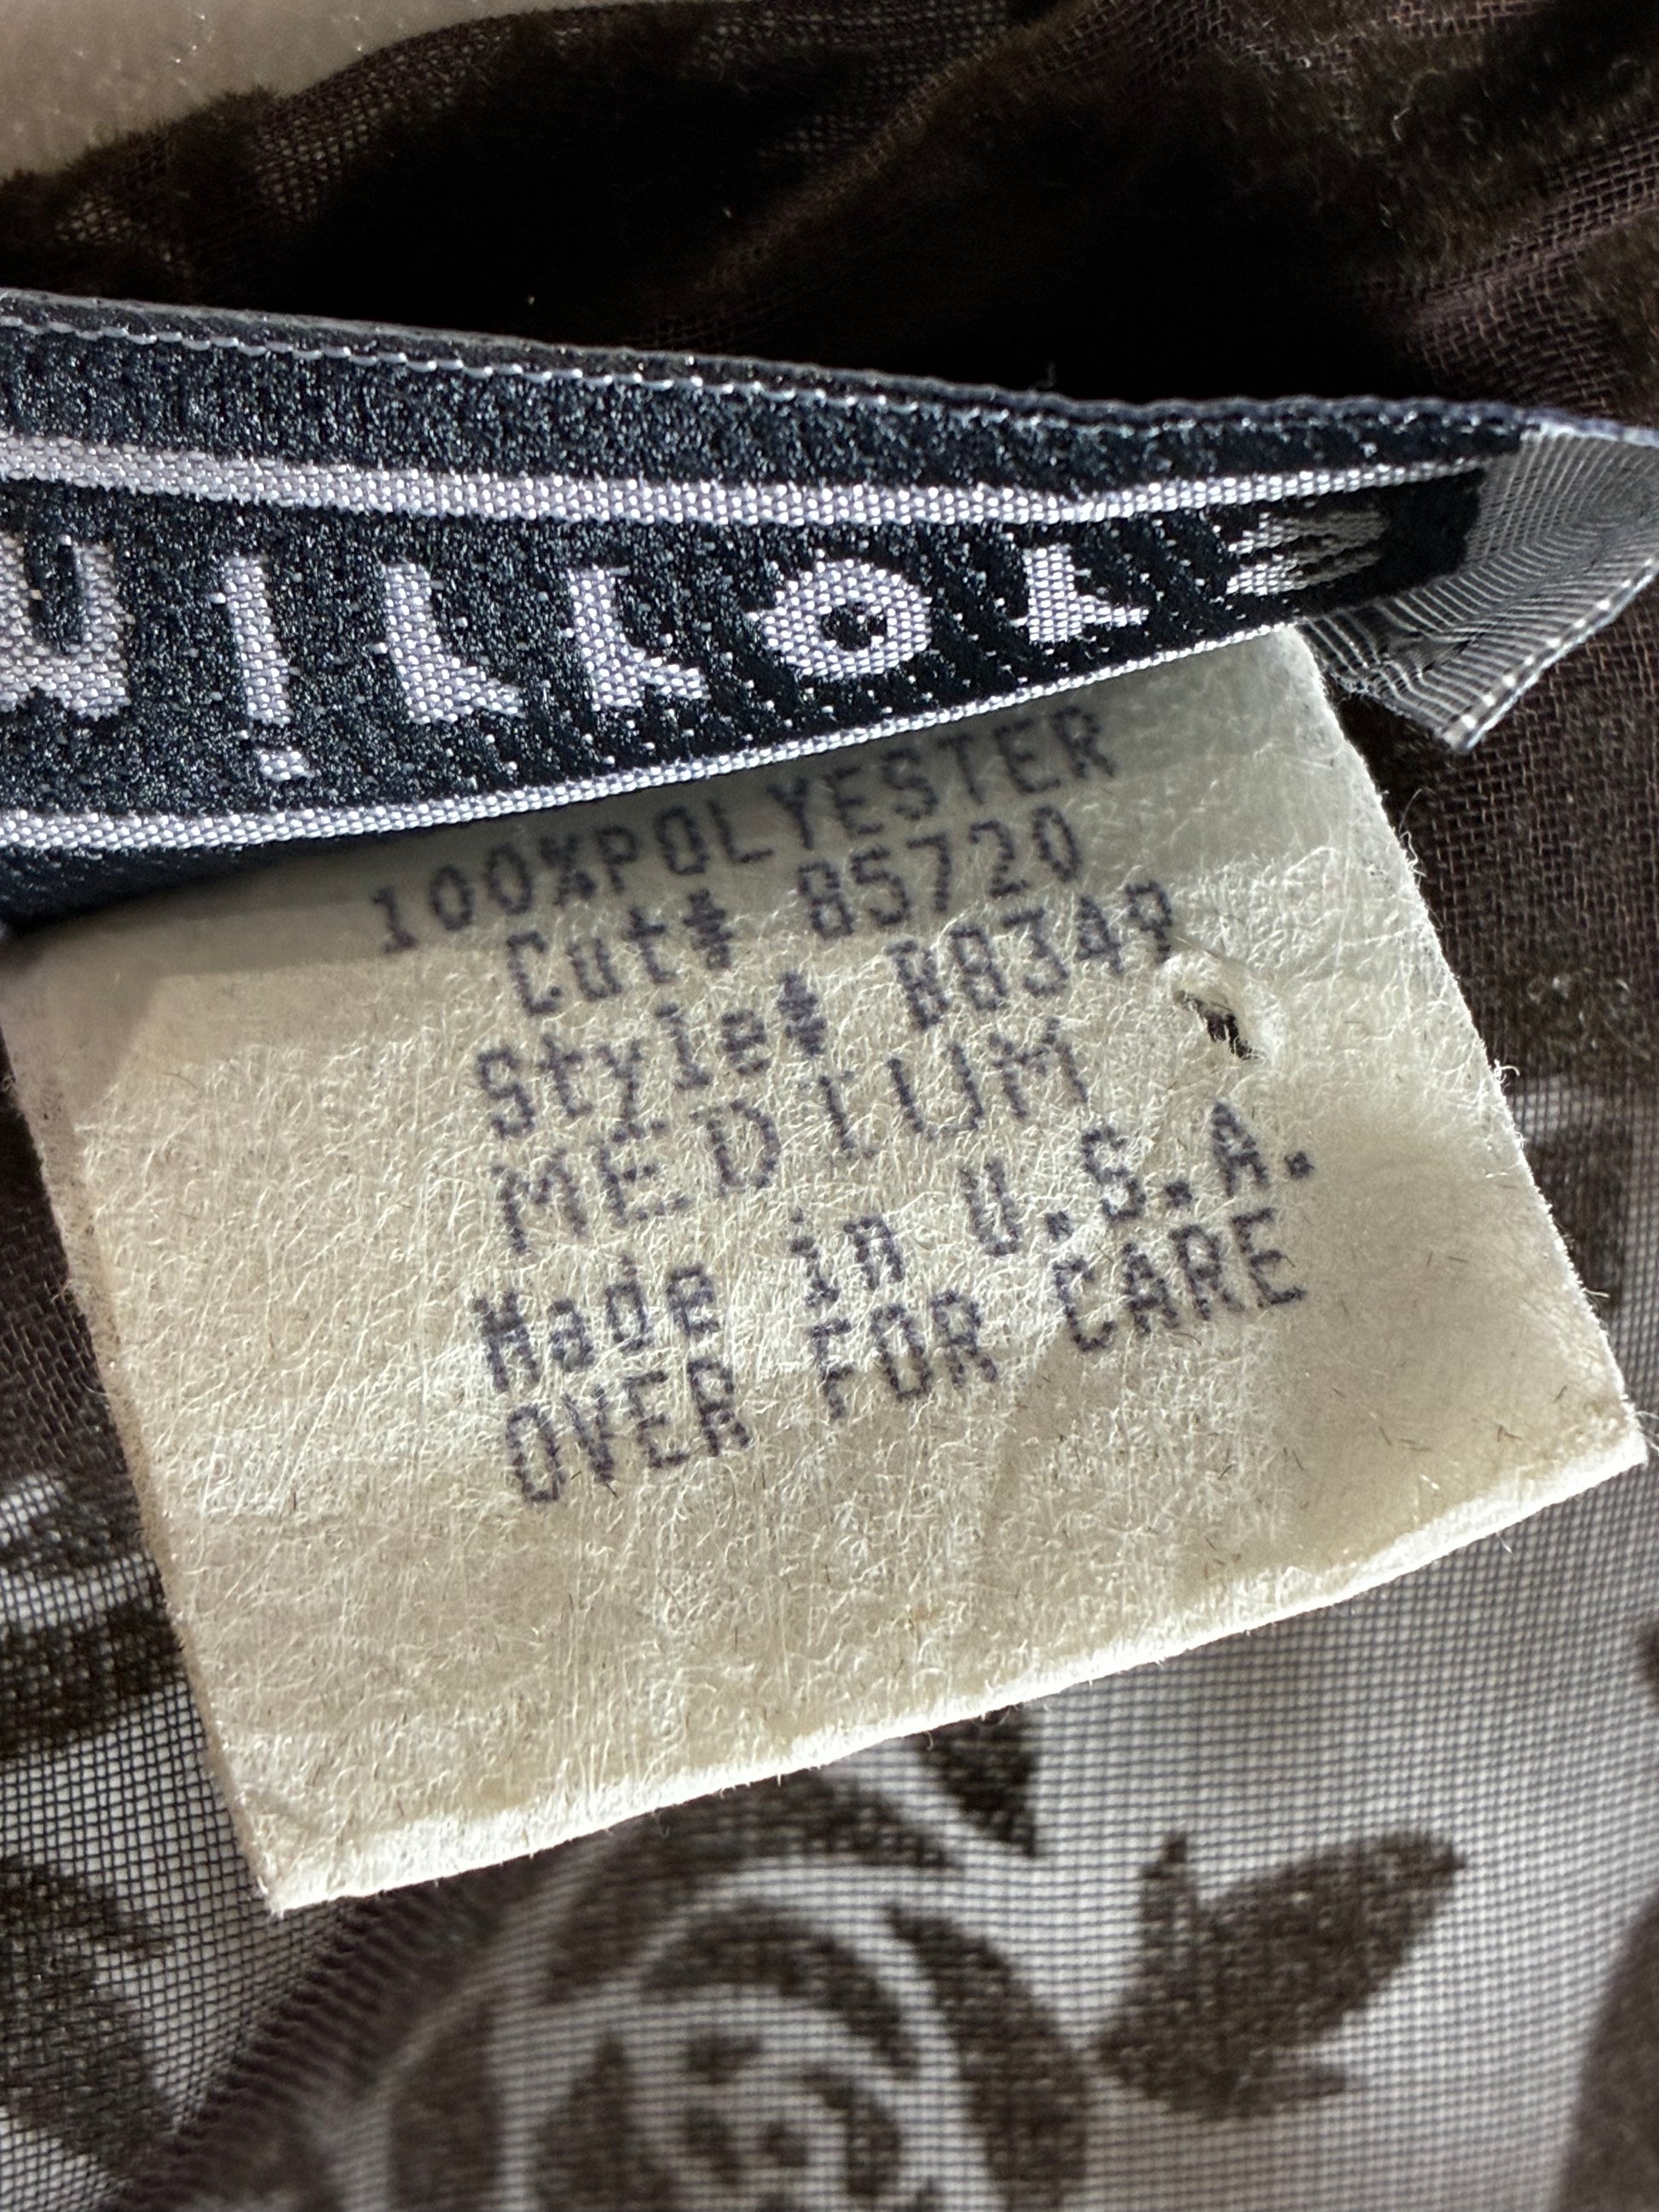 100%POLYESTER
Cut# 85720
Style# N8349
MEDIUM
Made in U.S.A.
OVER FOR CARE